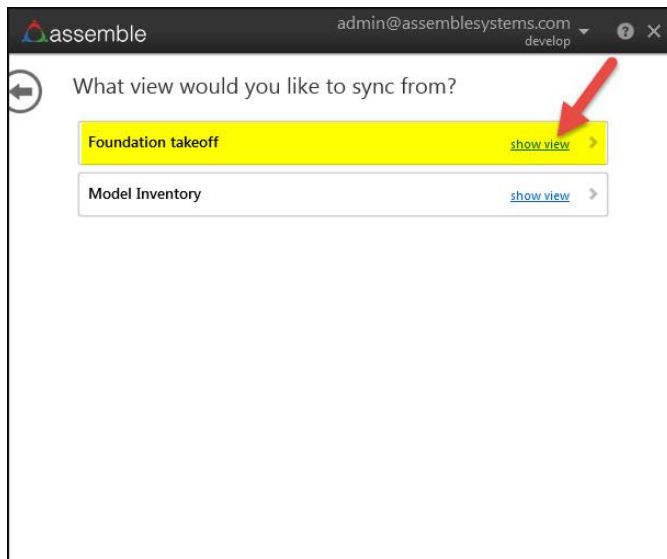 assemble
admin@assemblesystems.com
develop
?
What view would you like to sync from?
Foundation takeoff show view
Model Inventory show view